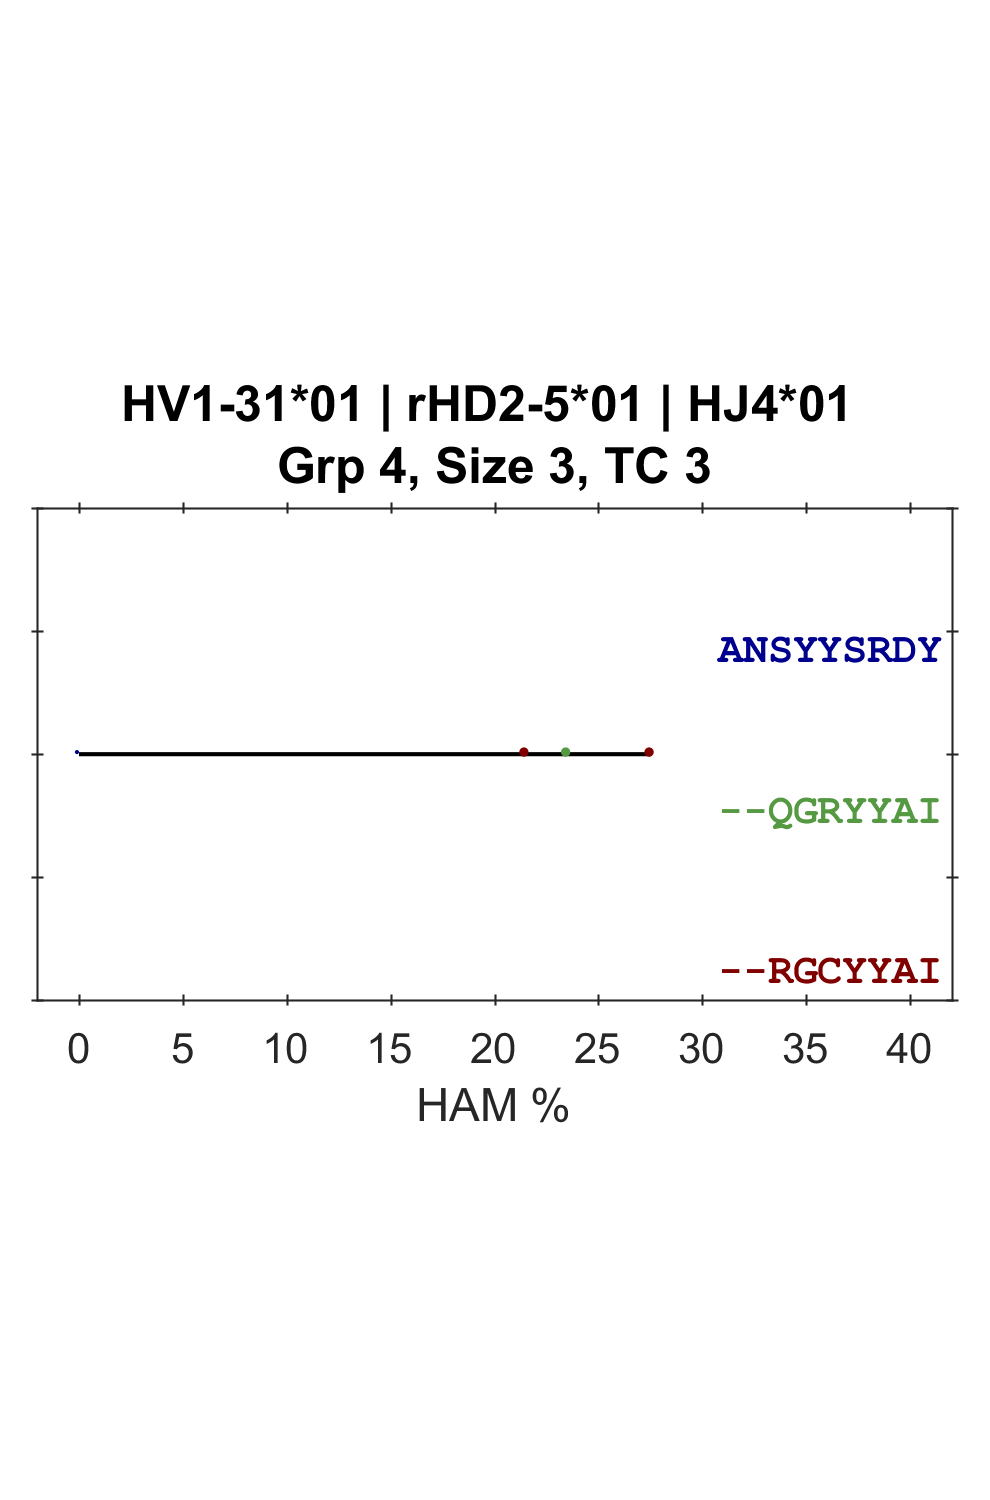 HV1-31*01 | rHD2-5*01 | HJ4*01
Grp 4, Size 3, TC 3
ANSYYSRDY
--QGRYYAI
--RGCYYAI
0 5 10 15 20 25 30 35 40
HAM %